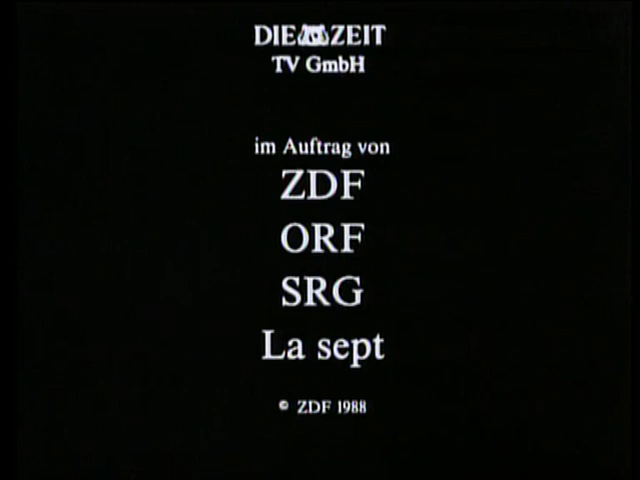 DIE ZEIT
TV GmbH
im Auftrag von
ZDF
ORF
SRG
La sept
© ZDF 1988